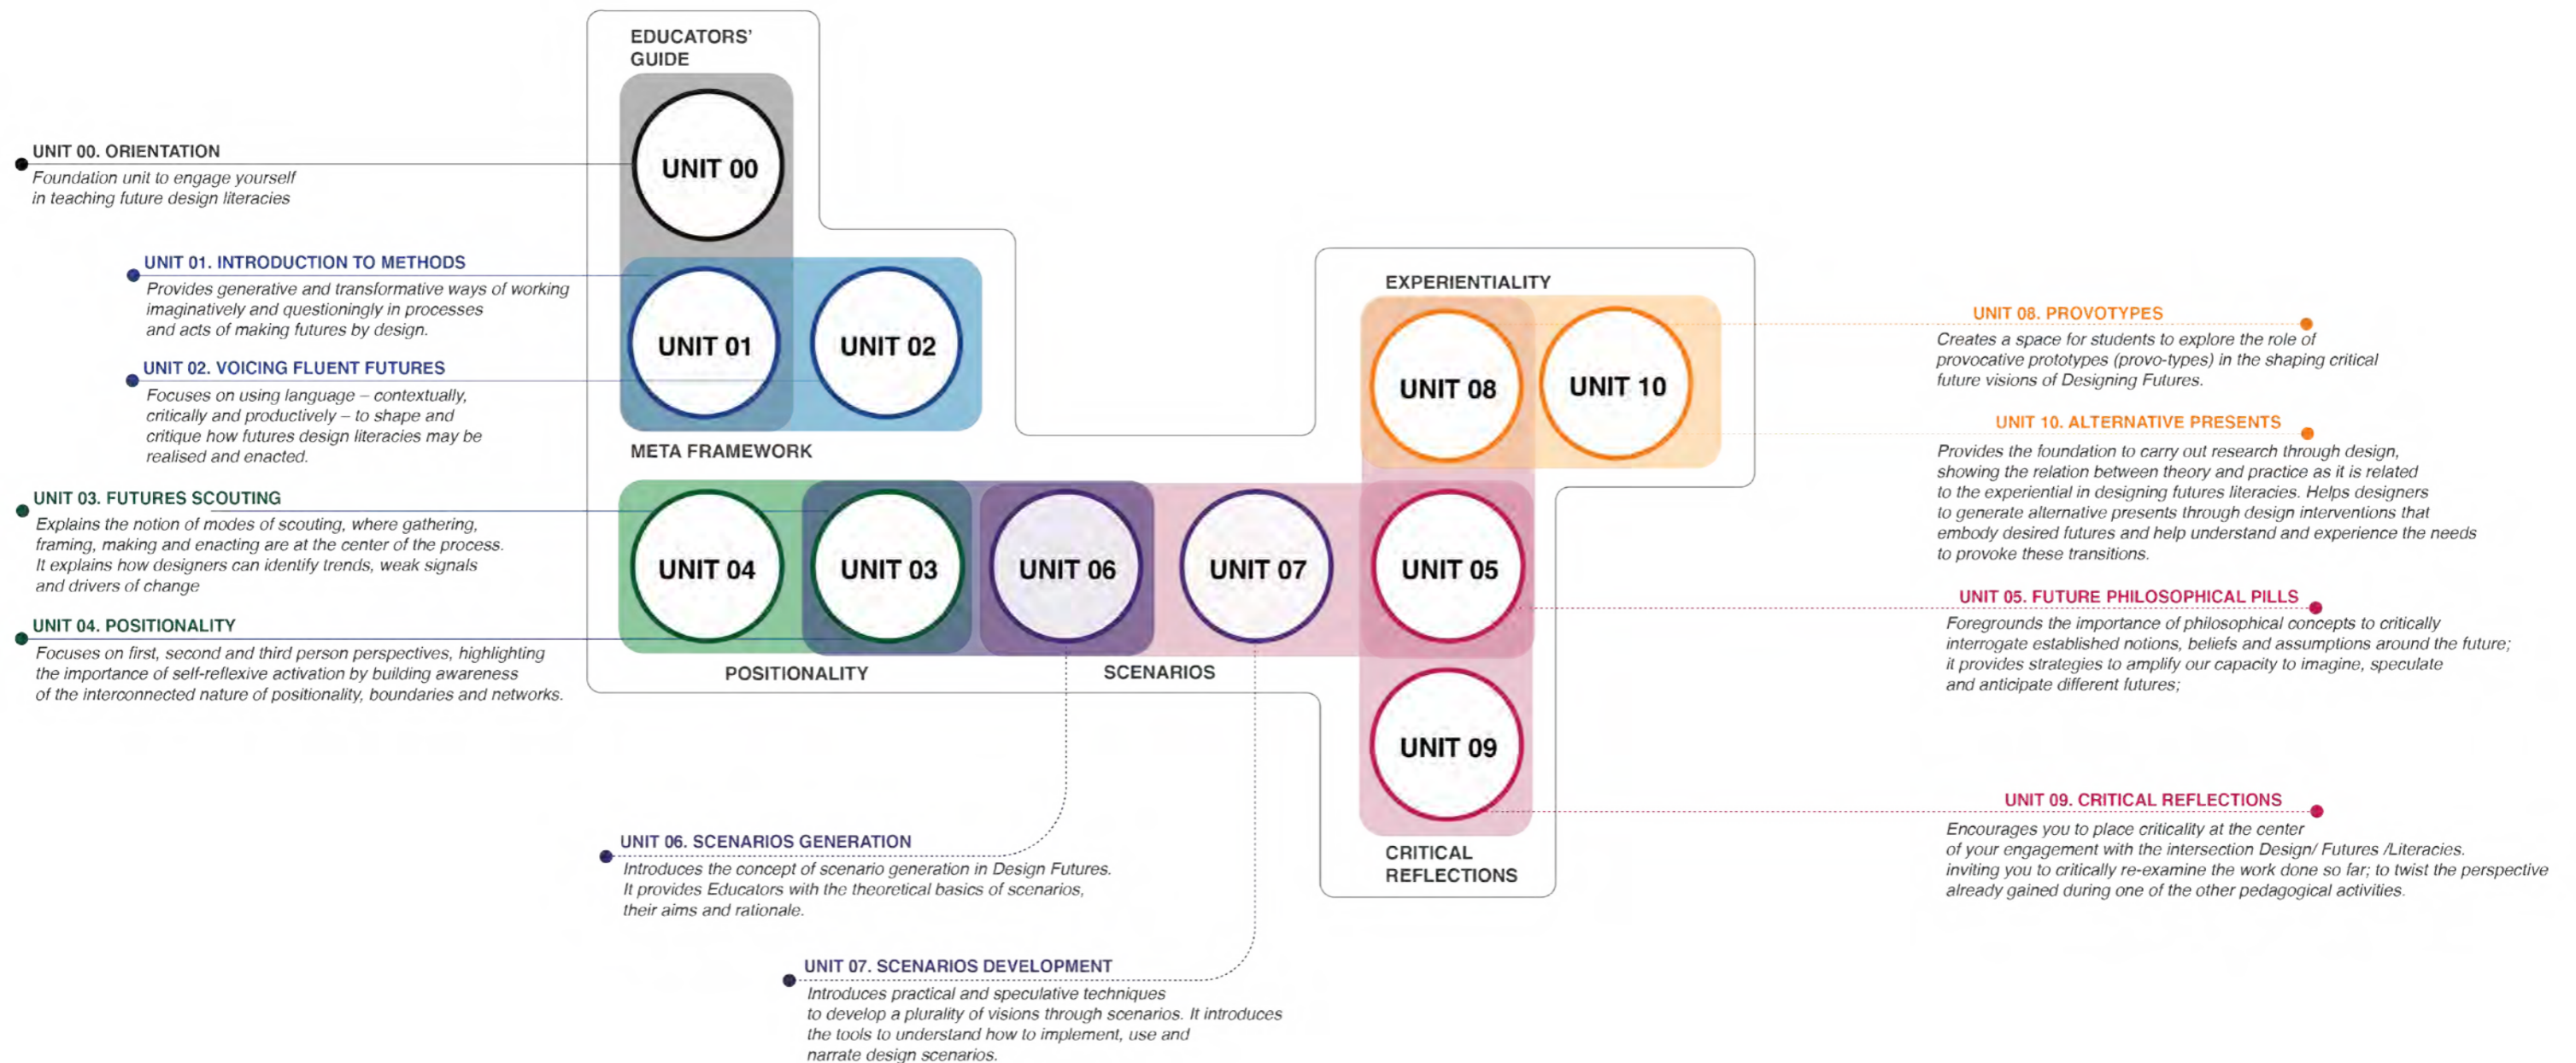 EDUCATORS'
GUIDE
UNIT 00
UNIT 00. ORIENTATION
Foundation unit to engage yourself
in teaching future design literacies
UNIT 01. INTRODUCTION TO METHODS
Provides generative and transformative ways of working
imaginatively and questioningly in processes
and acts of making futures by design.
UNIT 02. VOICING FLUENT FUTURES
Focuses on using language – contextually,
critically and productively – to shape and
critique how futures design literacies may be
realised and enacted.
UNIT 03. FUTURES SCOUTING
Explains the notion of modes of scouting, where gathering,
framing, making and enacting are at the center of the process.
It explains how designers can identify trends, weak signals
and drivers of change
UNIT 04. POSITIONALITY
Focuses on first, second and third person perspectives, highlighting
the importance of self-reflexive activation by building awareness
of the interconnected nature of positionality, boundaries and networks.
UNIT 01
UNIT 02
META FRAMEWORK
UNIT 04
UNIT 03
UNIT 06
UNIT 07
UNIT 05
POSITIONALITY
SCENARIOS
EXPERIENTIALITY
UNIT 08
UNIT 10
UNIT 09
CRITICAL
REFLECTIONS
UNIT 06. SCENARIOS GENERATION
Introduces the concept of scenario generation in Design Futures.
It provides Educators with the theoretical basics of scenarios,
their aims and rationale.
UNIT 07. SCENARIOS DEVELOPMENT
Introduces practical and speculative techniques
to develop a plurality of visions through scenarios. It introduces
the tools to understand how to implement, use and
narrate design scenarios.
UNIT 08. PROVOTYPES
Creates a space for students to explore the role of
provocative prototypes (provo-types) in the shaping critical
future visions of Designing Futures.
UNIT 10. ALTERNATIVE PRESENTS
Provides the foundation to carry out research through design,
showing the relation between theory and practice as it is related
to the experiential in designing futures literacies. Helps designers
to generate alternative presents through design interventions that
embody desired futures and help understand and experience the needs
to provoke these transitions.
UNIT 05. FUTURE PHILOSOPHICAL PILLS
Foregrounds the importance of philosophical concepts to critically
interrogate established notions, beliefs and assumptions around the future;
it provides strategies to amplify our capacity to imagine, speculate
and anticipate different futures;
UNIT 09. CRITICAL REFLECTIONS
Encourages you to place criticality at the center
of your engagement with the intersection Design/ Futures /Literacies.
inviting you to critically re-examine the work done so far; to twist the perspective
already gained during one of the other pedagogical activities.